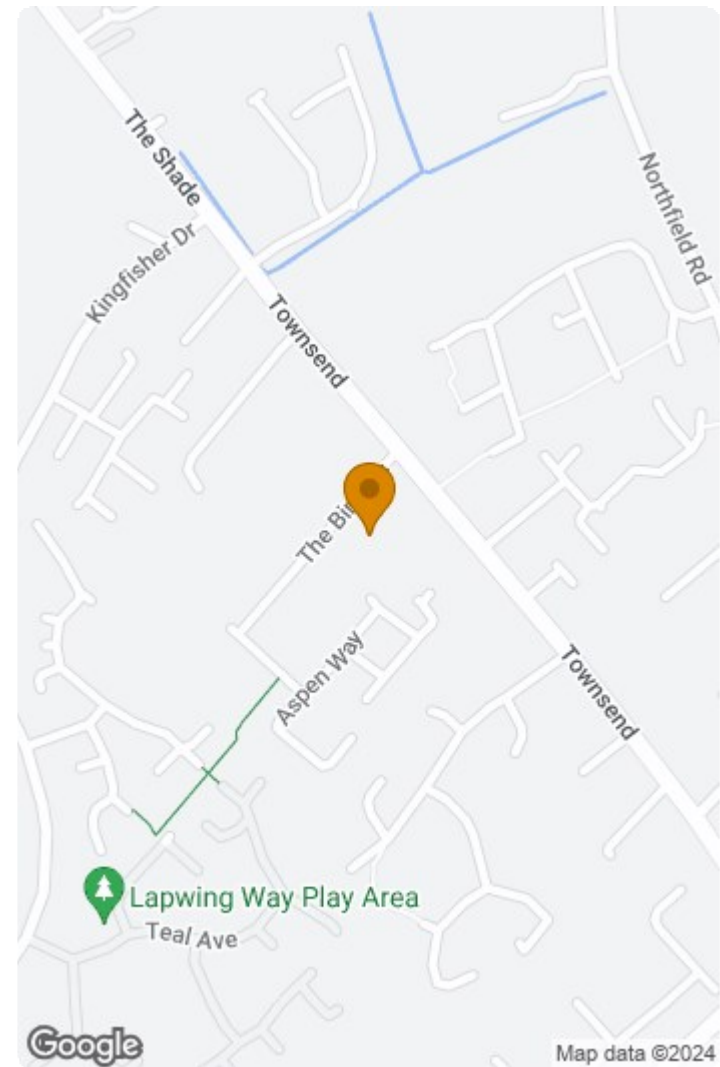 The Shade
Northfield Rd
Kingfisher Dr
Townsend
The
Aspen Way
Townsend
Lapwing Way Play Area
Teal Ave
Google
Map data ©2024